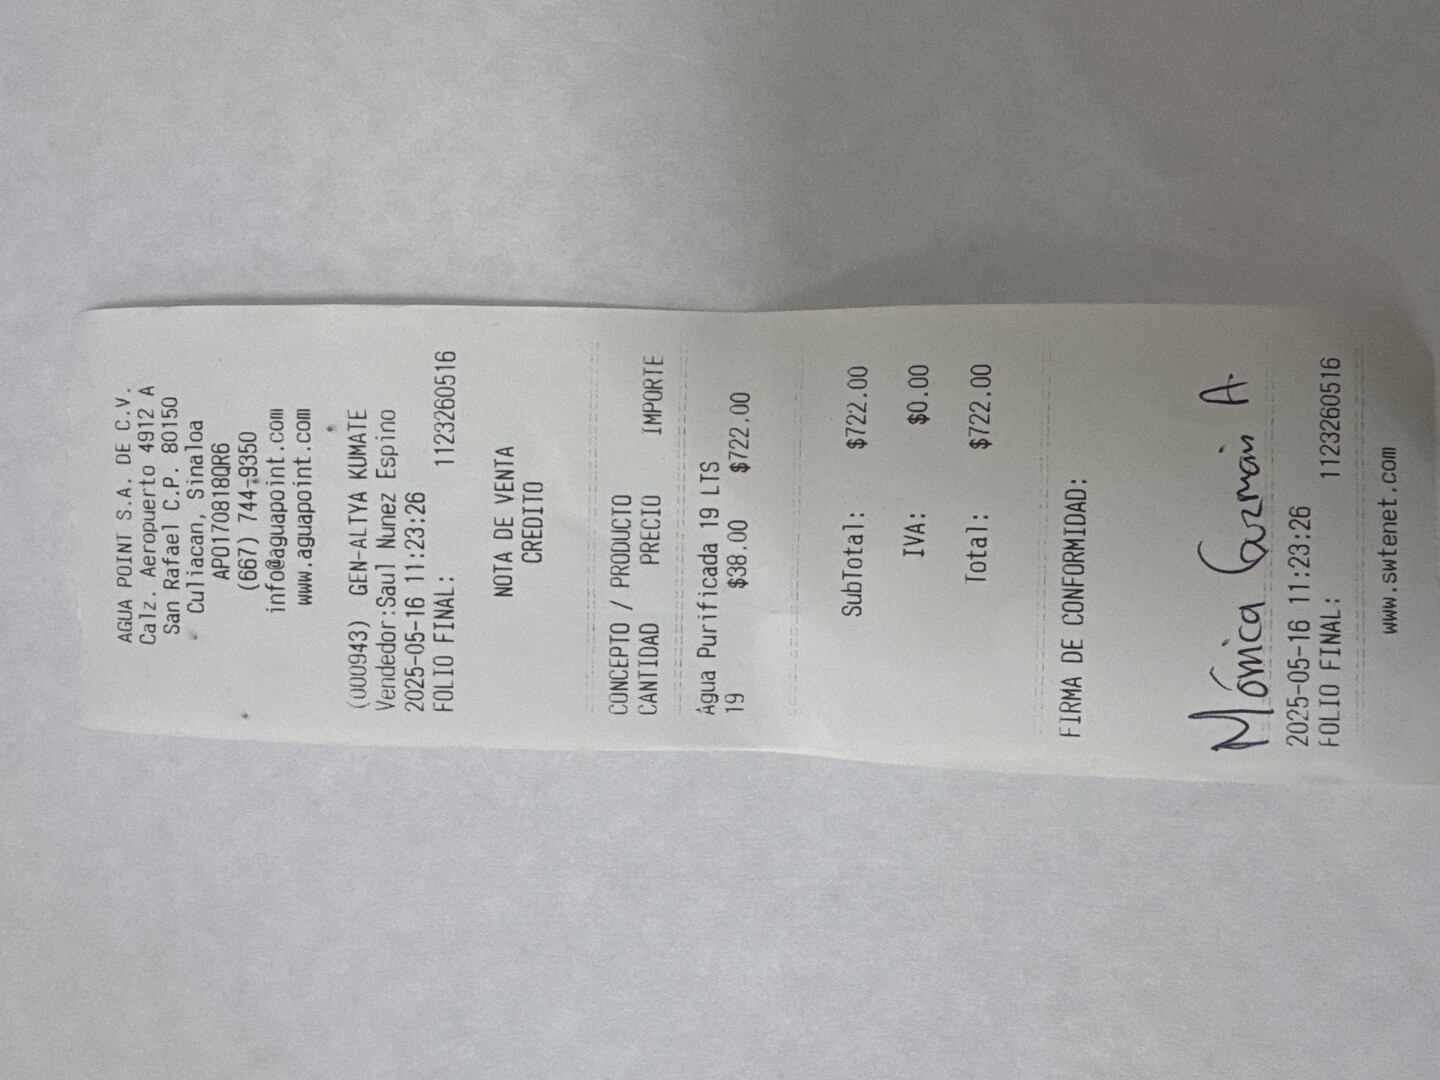 AGUA POINT S.A. DE C.V.
Calz. Aeropuerto 4912 A
San Rafael C.P. 80150
Culiacan, Sinaloa
APO170818QR6
(667) 744-9350
info@aguapoint.com
www.aguapoint.com
(000943) GEN-ALTYA KUMATE
Vendedor:Saul Nunez Espino
2025-05-16 11:23:26
FOLIO FINAL: 1123260516
NOTA DE VENTA
CREDITO
CONCEPTO / PRODUCTO
CANTIDAD PRECIO IMPORTE
Agua Purificada 19 LTS
19 $38.00 $722.00
SubTotal: $722.00
IVA: $0.00
Total: $722.00
FIRMA DE CONFORMIDAD:
Mónica Guzmán A.
2025-05-16 11:23:26
FOLIO FINAL: 1123260516
www.swtenet.com